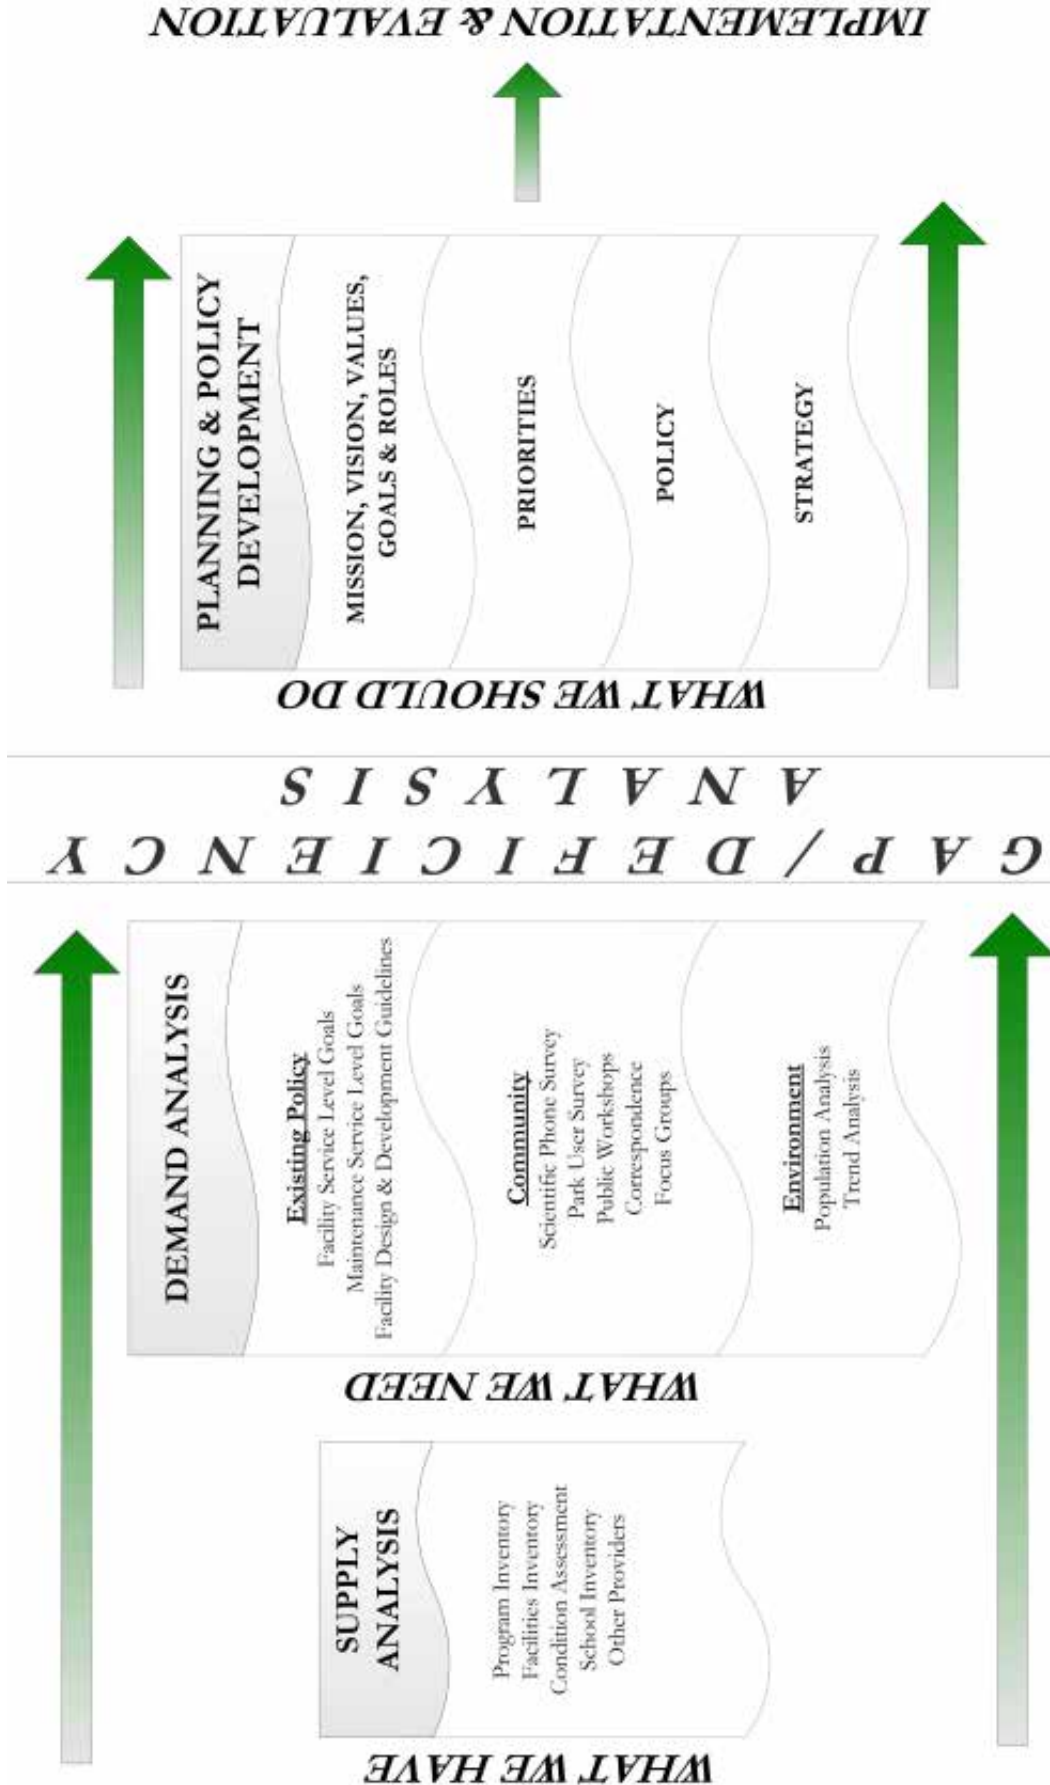 WHAT WE HAVE
SUPPLY
ANALYSIS
Program Inventory
Facilities Inventory
Condition Assessment
School Inventory
Other Providers
WHAT WE NEED
DEMAND ANALYSIS
Existing Policy
Facility Service Level Goals
Maintenance Service Level Goals
Facility Design & Development Guidelines
Community
Scientific Phone Survey
Park User Survey
Public Workshops
Correspondence
Focus Groups
Environment
Population Analysis
Trend Analysis
GAP/DEFICIENCY
ANALYSIS
WHAT WE SHOULD DO
PLANNING & POLICY
DEVELOPMENT
MISSION, VISION, VALUES,
GOALS & ROLES
PRIORITIES
POLICY
STRATEGY
IMPLEMENTATION & EVALUATION